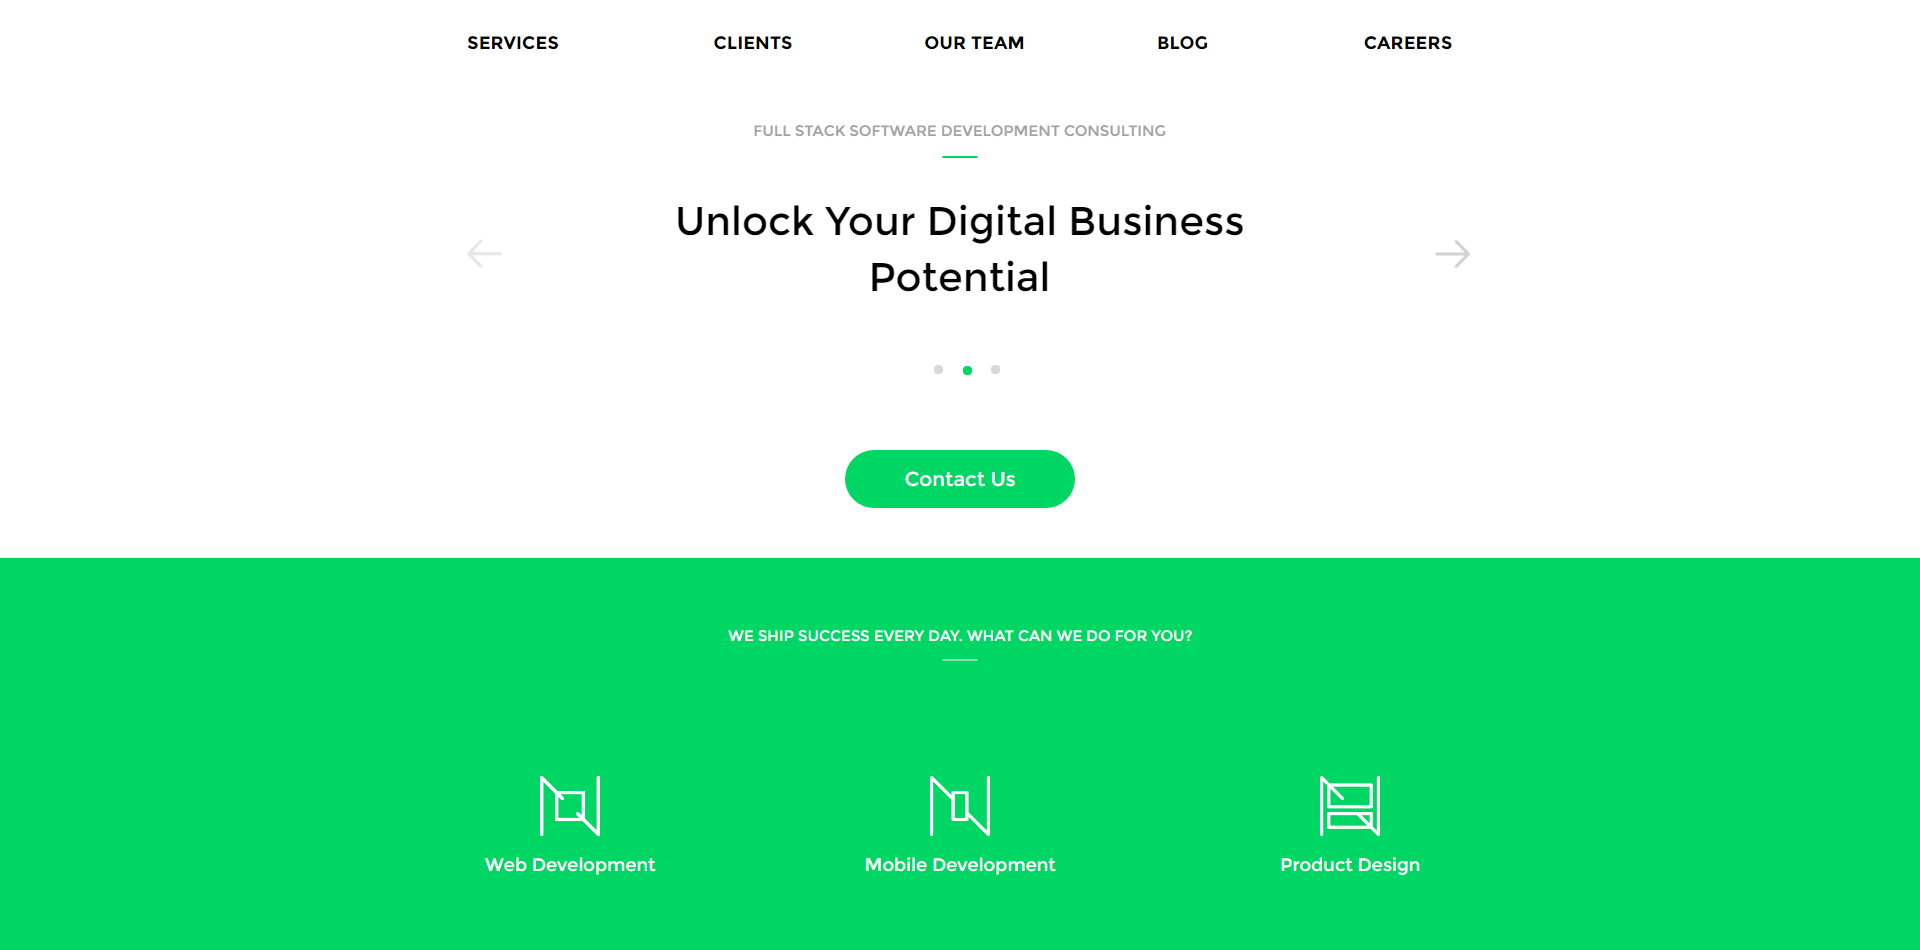 SERVICES CLIENTS OUR TEAM BLOG CAREERS
FULL STACK SOFTWARE DEVELOPMENT CONSULTING
Unlock Your Digital Business
Potential
Contact Us
WE SHIP SUCCESS EVERY DAY. WHAT CAN WE DO FOR YOU?
Web Development Mobile Development Product Design